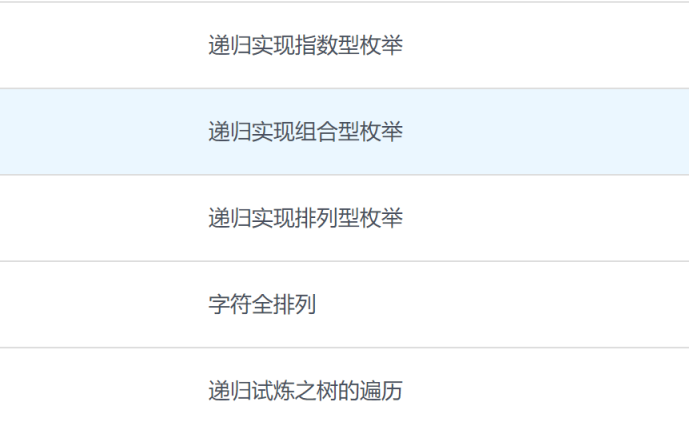 递归实现指数型枚举
递归实现组合型枚举
递归实现排列型枚举
字符全排列
递归试炼之树的遍历